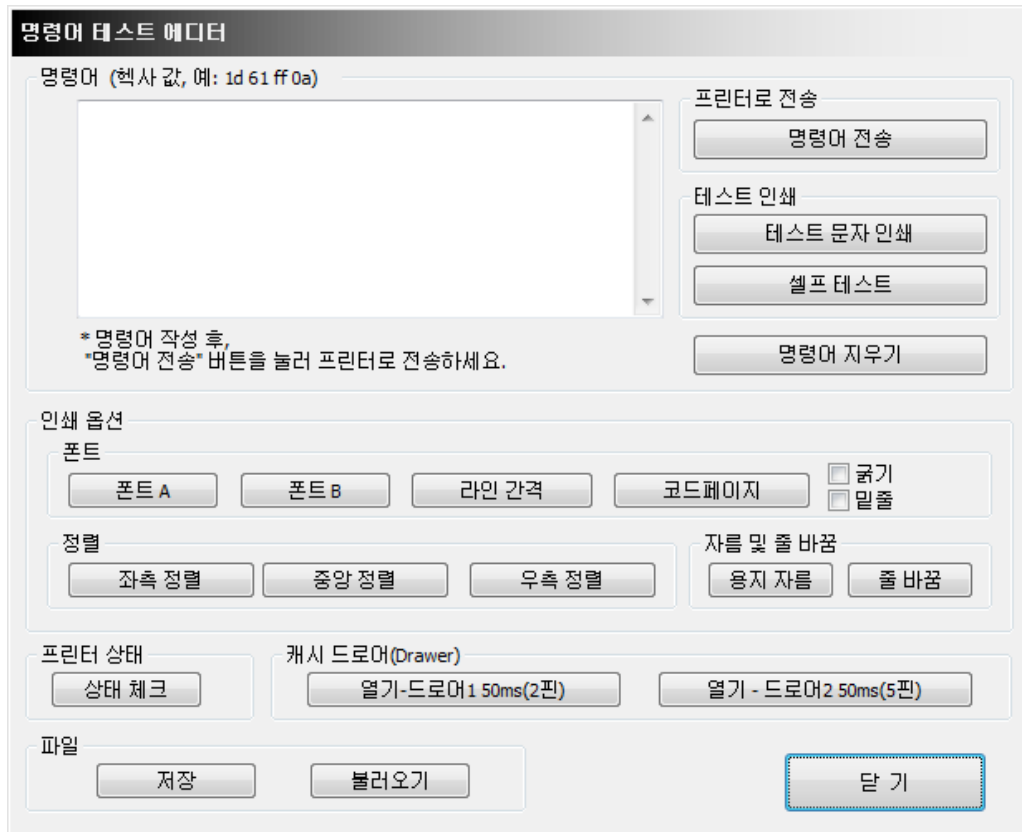 명령어 테스트 에디터
명령어 (헥사 값, 예: 1d 61 ff 0a)
프린터로 전송
명령어 전송
테스트 인쇄
테스트 문자 인쇄
셀프 테스트
* 명령어 작성 후,
"명령어 전송" 버튼을 눌러 프린터로 전송하세요.
명령어 지우기
인쇄 옵션
폰트
폰트 A
폰트 B
라인 간격
코드페이지
굵기
밑줄
정렬
좌측 정렬
중앙 정렬
우측 정렬
자름 및 줄 바꿈
용지 자름
줄 바꿈
프린터 상태
상태 체크
캐시 드로어(Drawer)
열기-드로어1 50ms(2핀)
열기 - 드로어2 50ms(5핀)
파일
저장
불러오기
닫 기